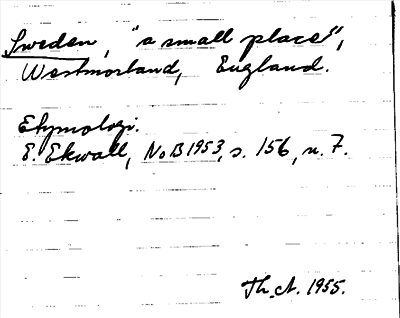 Sweden, "a small place",
Westmorland, England.
Etymologi.
E. Ekwall, NoB 1953, s. 156, n. 7.
Th. A. 1955.